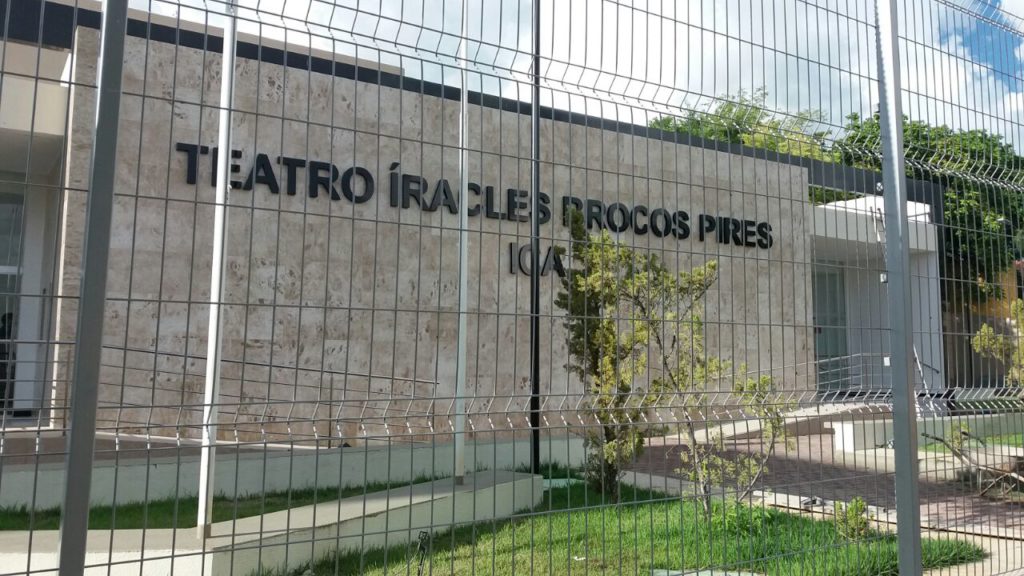 TEATRO ÍRACLES BROCOS PIRES
ICA